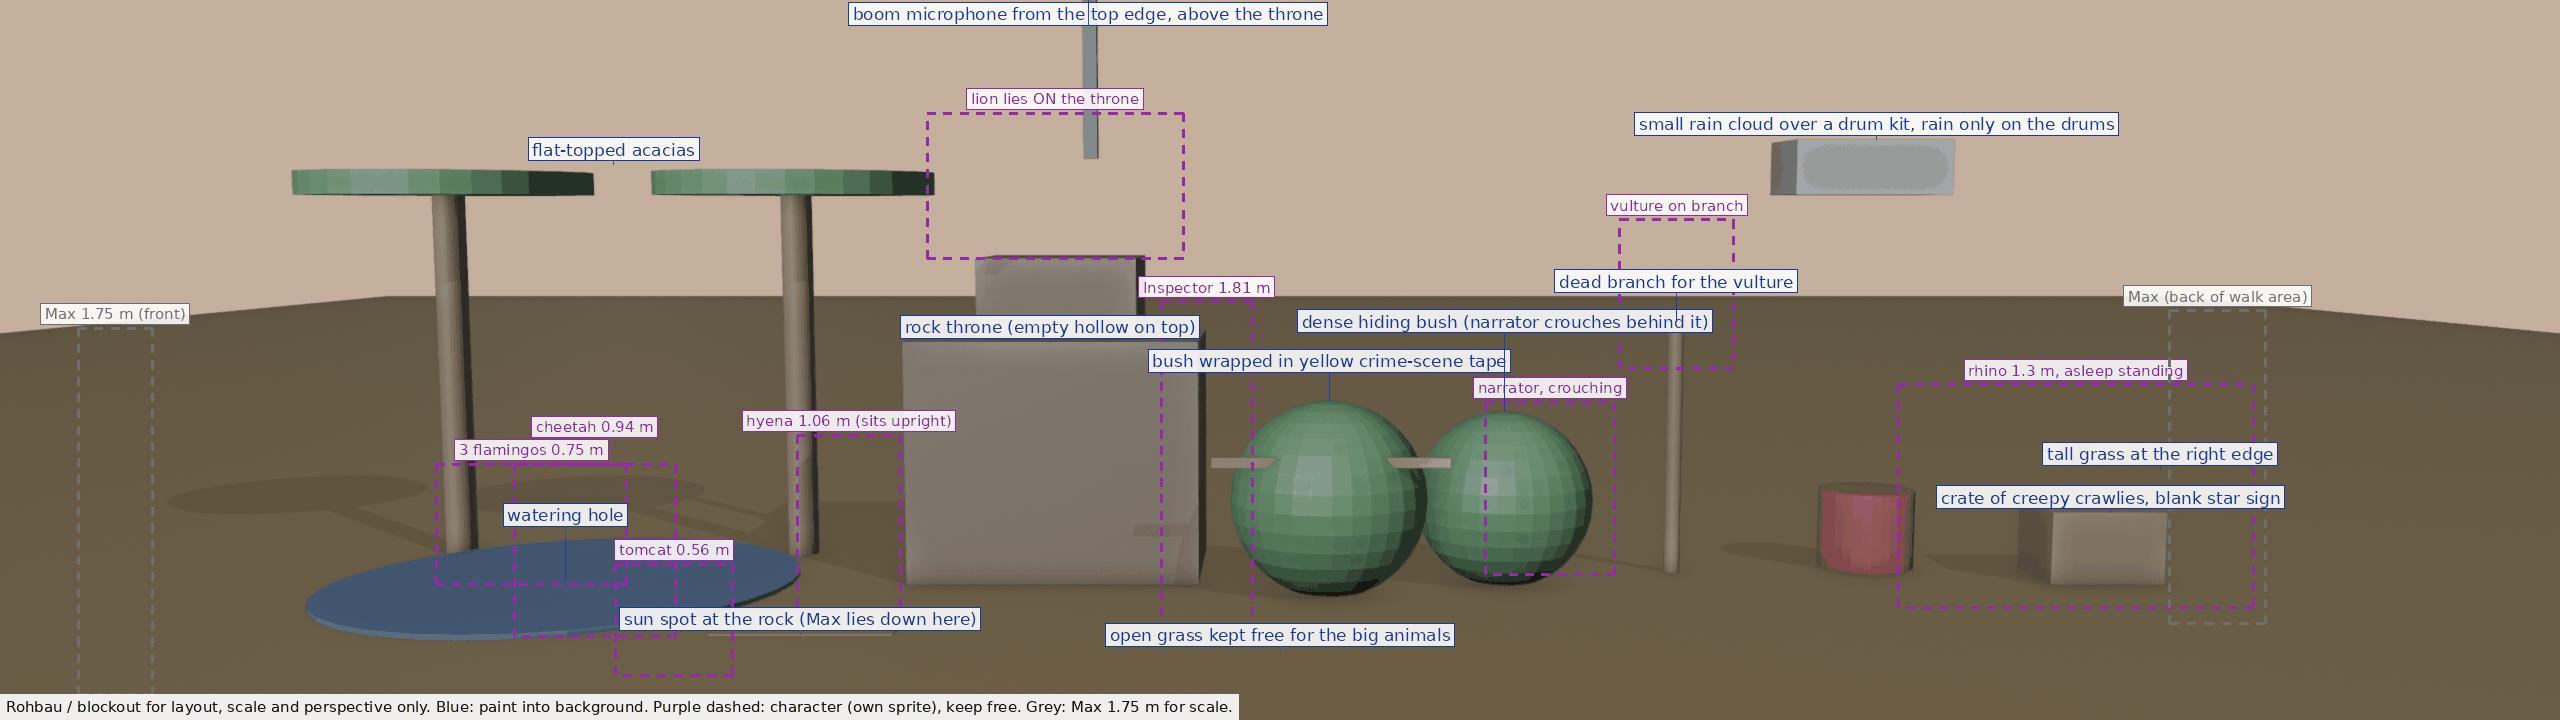 boom microphone from the top edge, above the throne
lion lies ON the throne
small rain cloud over a drum kit, rain only on the drums
flat-topped acacias
vulture on branch
dead branch for the vulture
Inspector 1.81 m
Max (back of walk area)
Max 1.75 m (front)
rock throne (empty hollow on top)
dense hiding bush (narrator crouches behind it)
bush wrapped in yellow crime-scene tape
rhino 1.3 m, asleep standing
narrator, crouching
hyena 1.06 m (sits upright)
cheetah 0.94 m
3 flamingos 0.75 m
tall grass at the right edge
crate of creepy crawlies, blank star sign
watering hole
tomcat 0.56 m
sun spot at the rock (Max lies down here)
open grass kept free for the big animals
Rohbau / blockout for layout, scale and perspective only. Blue: paint into background. Purple dashed: character (own sprite), keep free. Grey: Max 1.75 m for scale.